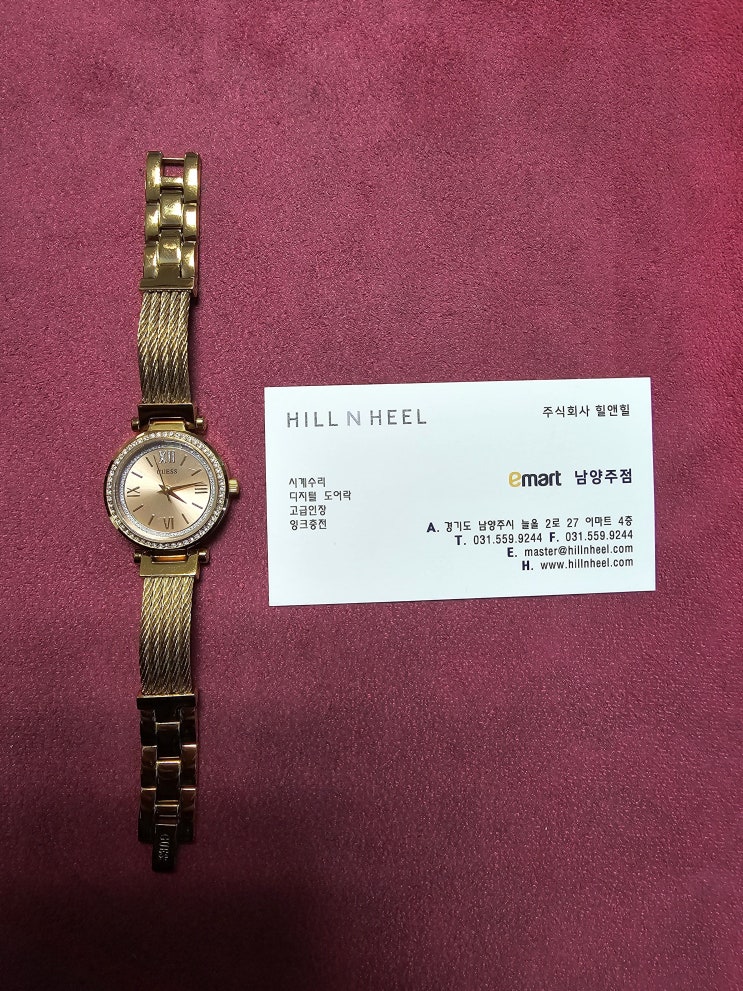 GUESS
HILL N HEEL
주식회사 힐앤힐
시계수리
디지털 도어락
고급인장
잉크충전
emart 남양주점
A. 경기도 남양주시 늘을 2로 27 이마트 4층
T. 031.559.9244 F. 031.559.9244
E. master@hillnheel.com
H. www.hillnheel.com
GUESS